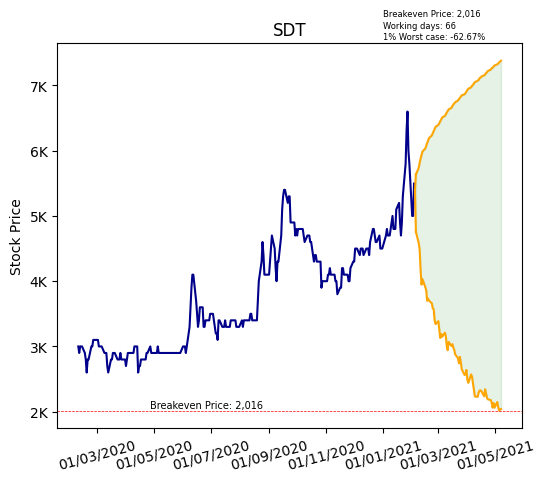 Breakeven Price: 2,016
Working days: 66
1% Worst case: -62.67%
SDT
7K
6K
5K
4K
3K
2K
Stock Price
Breakeven Price: 2,016
01/03/2020
01/05/2020
01/07/2020
01/09/2020
01/11/2020
01/01/2021
01/03/2021
01/05/2021